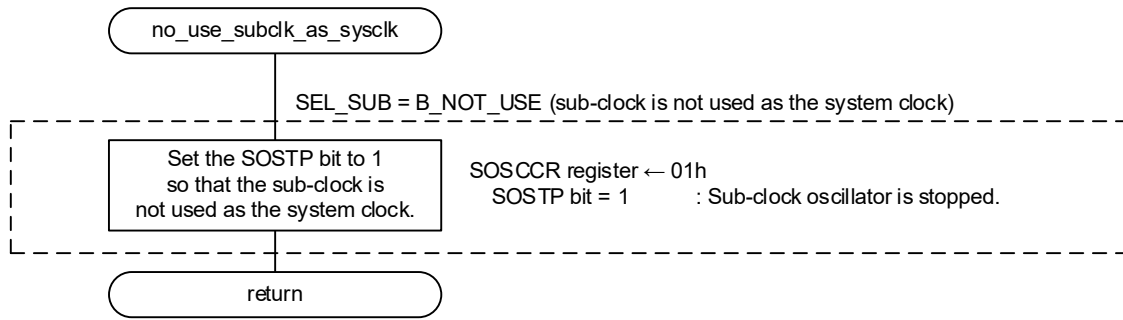 no_use_subclk_as_sysclk
SEL_SUB = B_NOT_USE (sub-clock is not used as the system clock)
Set the SOSTP bit to 1
so that the sub-clock is
not used as the system clock.
SOSCCR register ← 01h
SOSTP bit = 1 : Sub-clock oscillator is stopped.
return